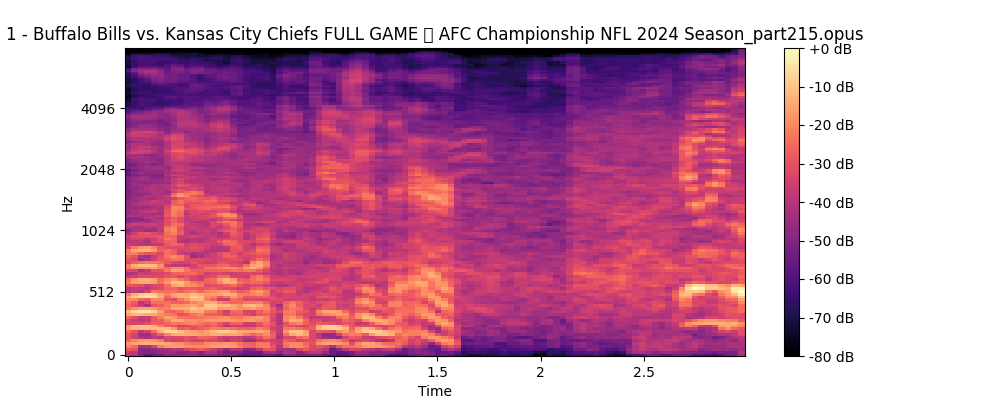 1 - Buffalo Bills vs. Kansas City Chiefs FULL GAME ▯ AFC Championship NFL 2024 Season_part215.opus
+0 dB
4096
-10 dB
-20 dB
2048
-30 dB
Hz
-40 dB
1024
-50 dB
512
-60 dB
-70 dB
0
-80 dB
0 0.5 1 1.5 2 2.5
Time